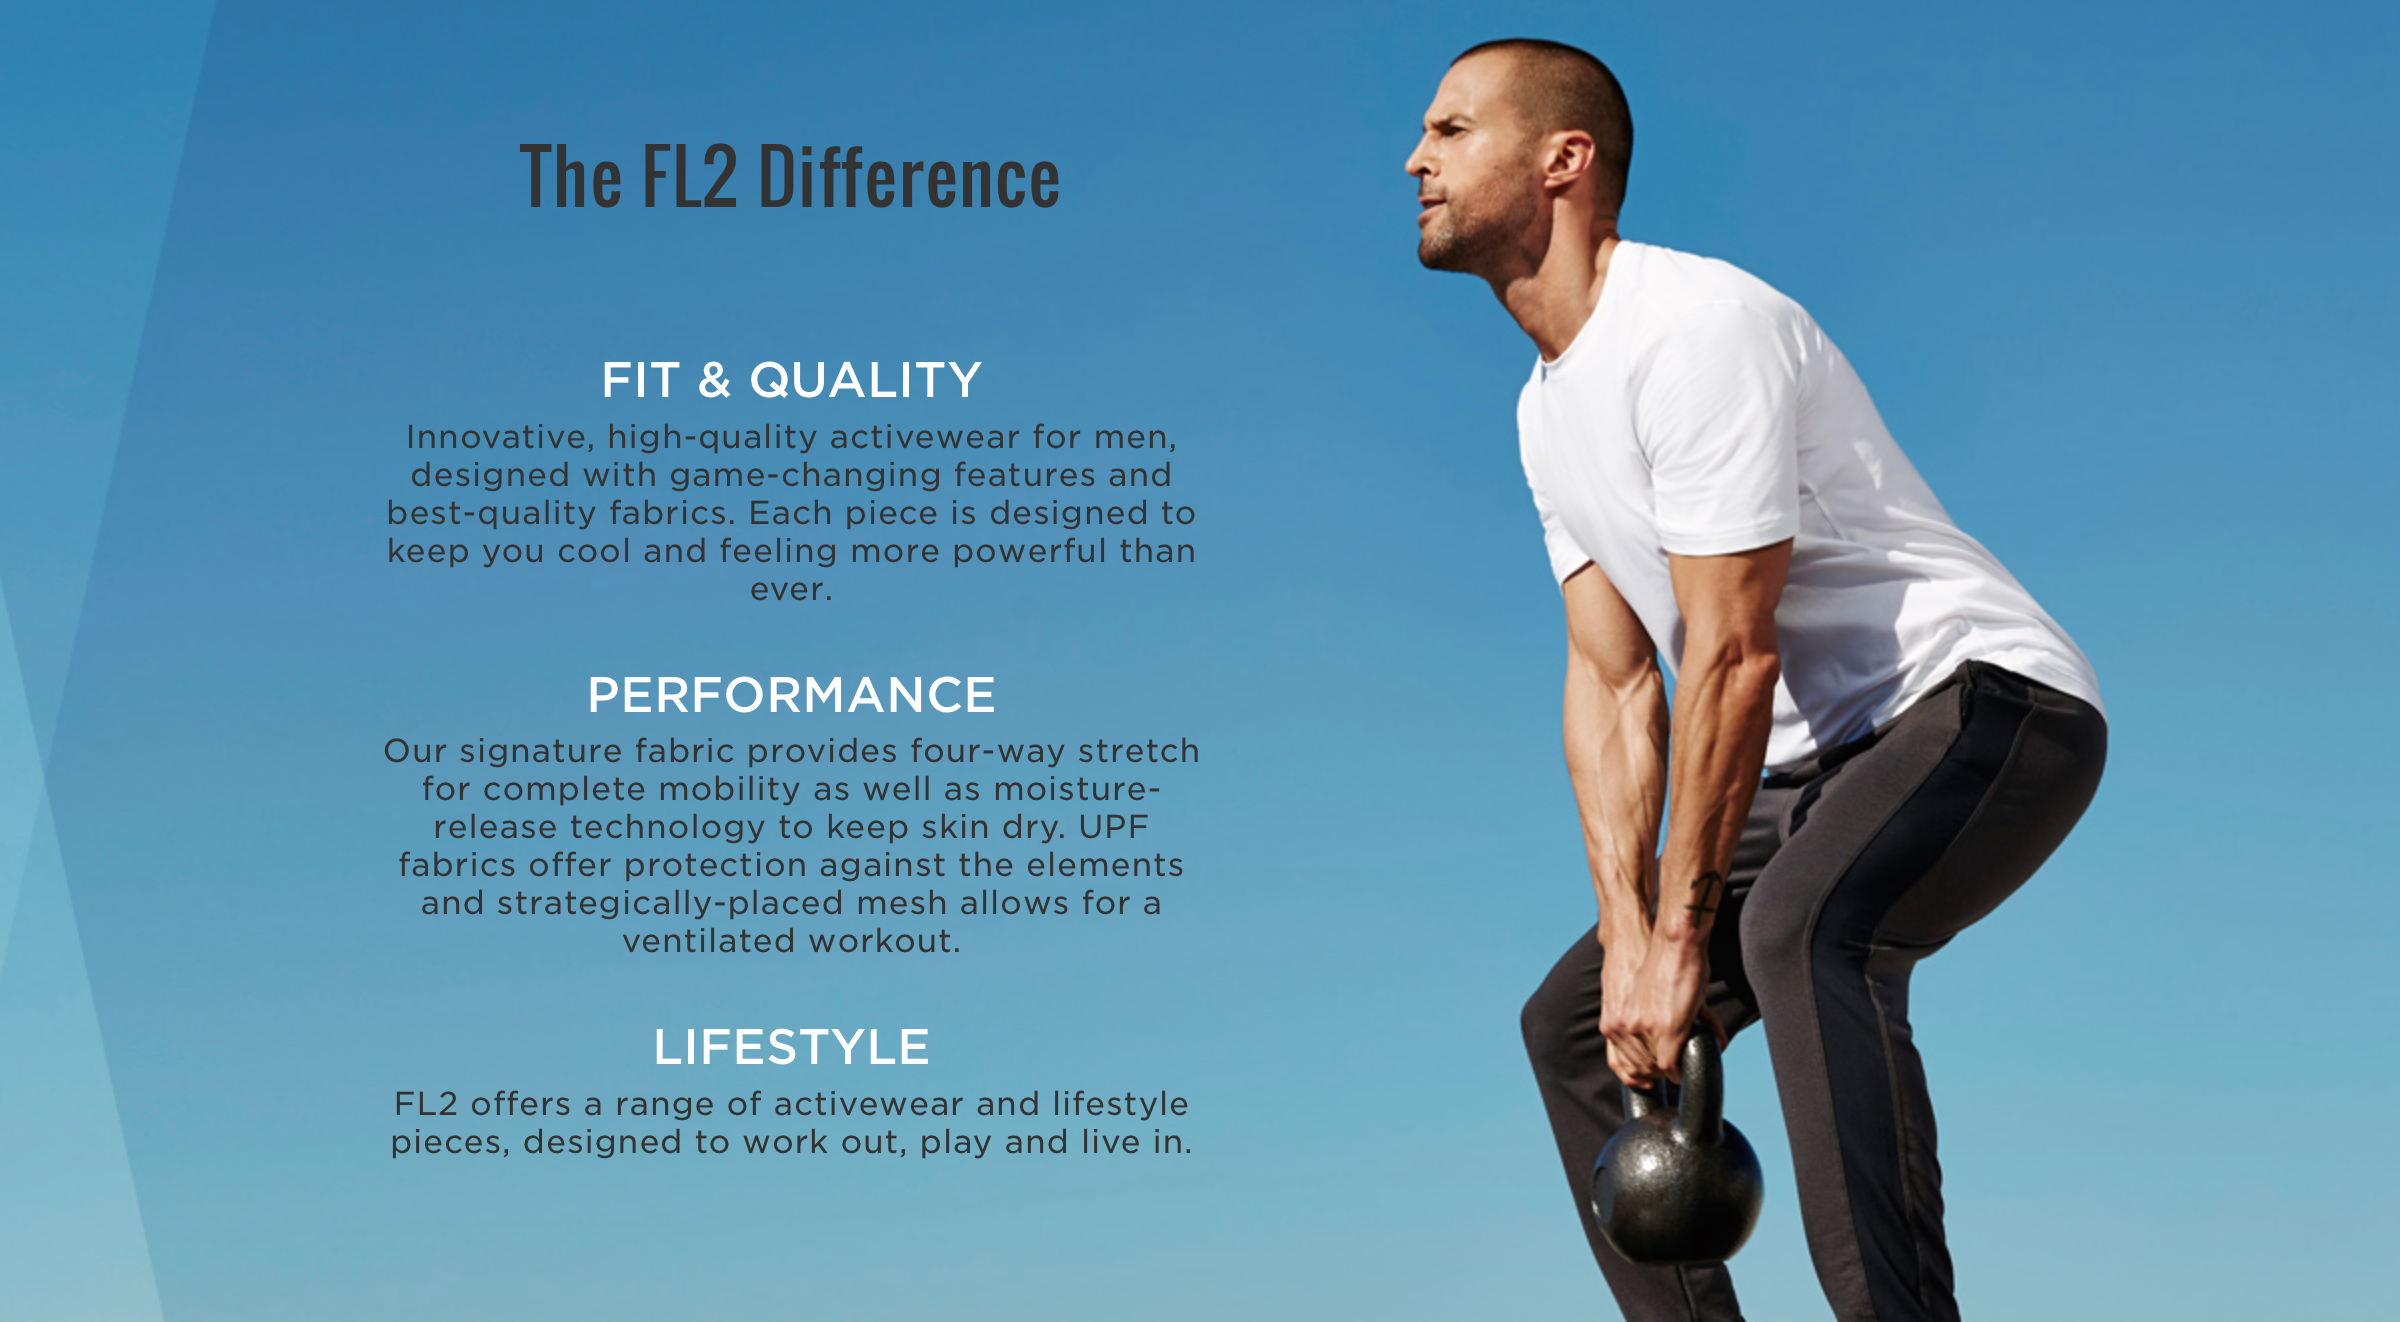 The FL2 Difference
FIT & QUALITY
Innovative, high-quality activewear for men,
designed with game-changing features and
best-quality fabrics. Each piece is designed to
keep you cool and feeling more powerful than
ever.
PERFORMANCE
Our signature fabric provides four-way stretch
for complete mobility as well as moisture-
release technology to keep skin dry. UPF
fabrics offer protection against the elements
and strategically-placed mesh allows for a
ventilated workout.
LIFESTYLE
FL2 offers a range of activewear and lifestyle
pieces, designed to work out, play and live in.